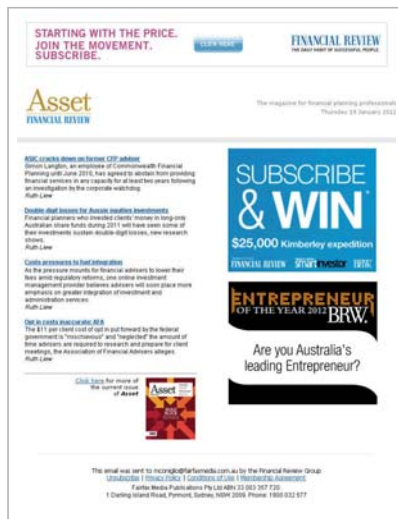 STARTING WITH THE PRICE.
JOIN THE MOVEMENT.
SUBSCRIBE.
CLICK HERE
FINANCIAL REVIEW
THE DAILY HABIT OF SUCCESSFUL PEOPLE
Asset
FINANCIAL REVIEW
The magazine for financial planning professionals
Thursday 19 January 2012
ASIC cracks down on former CFP adviser
Simon Langton, an employee of Commonwealth Financial
Planning until June 2010, has agreed to abstain from providing
financial services in any capacity for at least two years following
an investigation by the corporate watchdog.
Ruth Liew
Double-digit losses for Aussie equities investments
Financial planners who invested clients' money in long-only
Australian share funds during 2011 will have seen some of
their investments sustain double-digit losses, new research
shows.
Ruth Liew
Costs pressures to fuel integration
As the pressure mounts for financial advisers to lower their
fees amid regulatory reforms, one online investment
management provider believes advisers will soon place more
emphasis on greater integration of investment and
administration services
Ruth Liew
Opt in costs inaccurate: AFA
The $11 per client cost of opt in put forward by the federal
government is "mischievous" and "neglected" the amount of
time advisers are required to research and prepare for client
meetings, the Association of Financial Advisers alleges.
Ruth Liew
Click here for more
of the current issue
of Asset
Asset
SUBSCRIBE
& WIN*
$25,000 Kimberley expedition
FINANCIAL REVIEW
smartinvestor
BRW.
ENTREPRENEUR
OF THE YEAR 2012 BRW.
Are you Australia's
leading Entrepreneur?
This email was sent to mconiglio@fairfaxmedia.com.au by the Financial Review Group
Unsubscribe | Privacy Policy | Conditions of Use | Membership Agreement
Fairfax Media Publications Pty Ltd ABN 33 003 357 720
1 Darling Island Road, Pyrmont, Sydney, NSW 2009. Phone: 1800 032 577